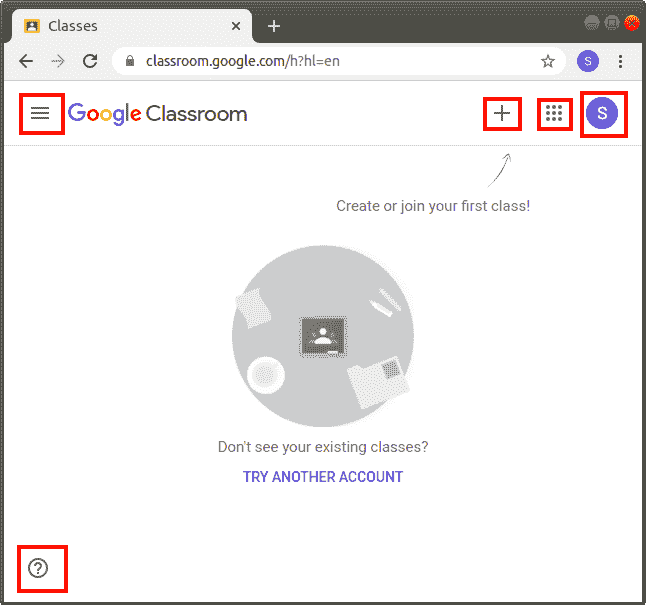 Classes
classroom.google.com/h?hl=en
S
Google Classroom
S
Create or join your first class!
Don't see your existing classes?
TRY ANOTHER ACCOUNT